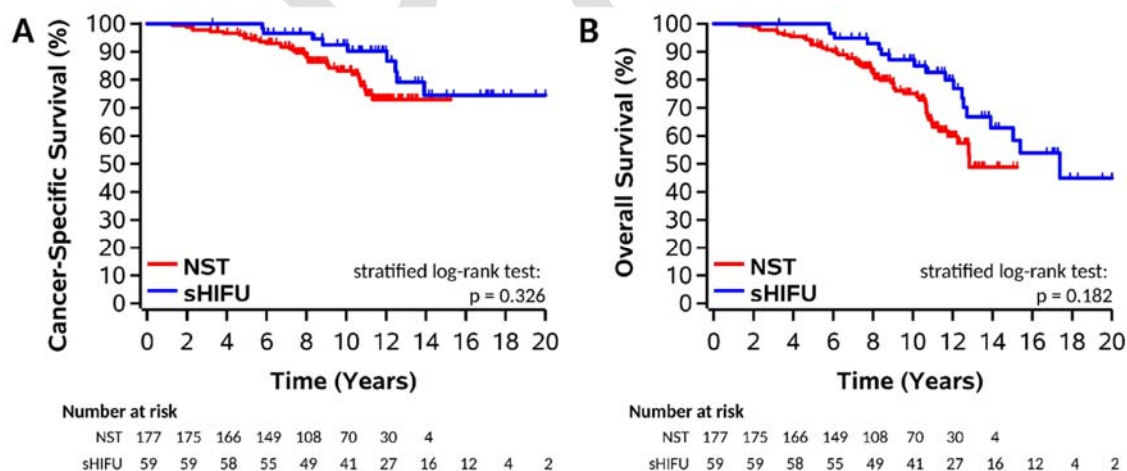 A
Cancer-Specific Survival (%)
100
90
80
70
60
50
40
30
20
10
0
NST
sHIFU
stratified log-rank test:
p = 0.326
0 2 4 6 8 10 12 14 16 18 20
Time (Years)
Number at risk
NST 177 175 166 149 108 70 30 4
sHIFU 59 59 58 55 49 41 27 16 12 4 2
B
Overall Survival (%)
100
90
80
70
60
50
40
30
20
10
0
NST
sHIFU
stratified log-rank test:
p = 0.182
0 2 4 6 8 10 12 14 16 18 20
Time (Years)
Number at risk
NST 177 175 166 149 108 70 30 4
sHIFU 59 59 58 55 49 41 27 16 12 4 2